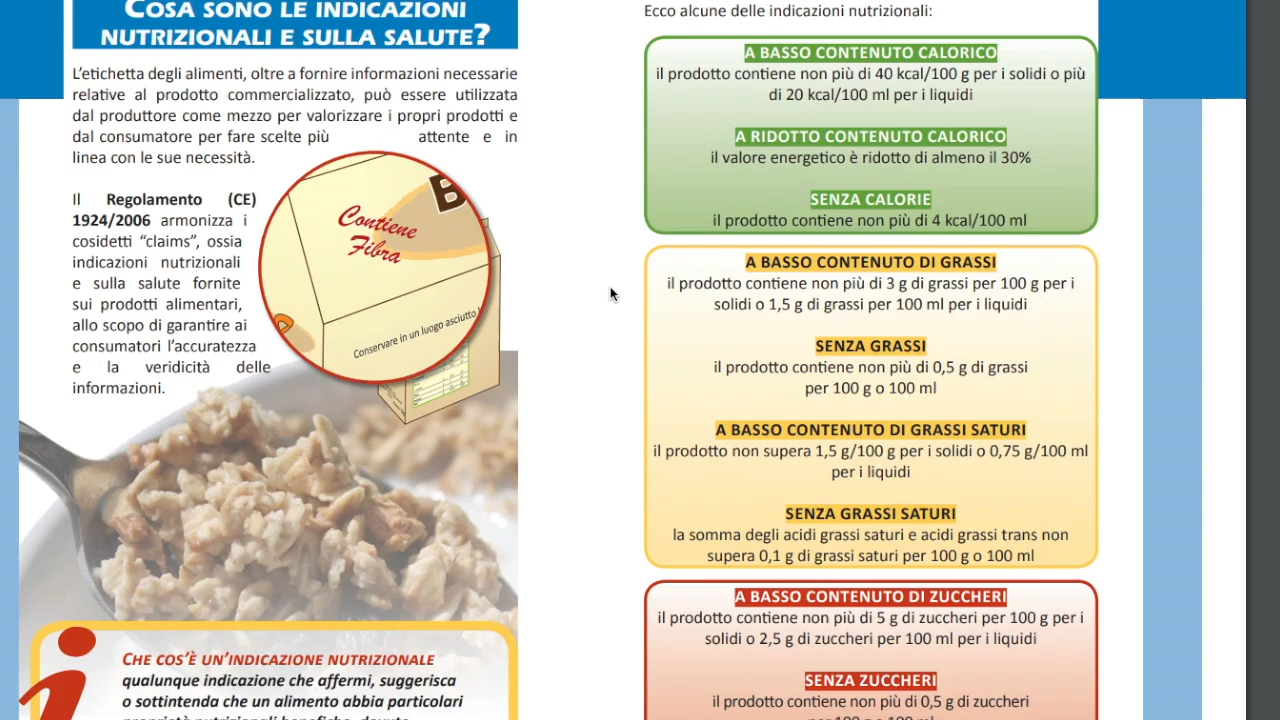 COSA SONO LE INDICAZIONI
NUTRIZIONALI E SULLA SALUTE?
L'etichetta degli alimenti, oltre a fornire informazioni necessarie
relative al prodotto commercializzato, può essere utilizzata
dal produttore come mezzo per valorizzare i propri prodotti e
dal consumatore per fare scelte più attente e in
linea con le sue necessità.
Il Regolamento (CE)
1924/2006 armonizza i
cosidetti "claims", ossia
indicazioni nutrizionali
e sulla salute fornite
sui prodotti alimentari,
allo scopo di garantire ai
consumatori l'accuratezza
e la veridicità delle
informazioni.
B
Contiene
Fibra
Conservare in un luogo asciutto
i
CHE COS'È UN'INDICAZIONE NUTRIZIONALE
qualunque indicazione che affermi, suggerisca
o sottintenda che un alimento abbia particolari
proprietà nutrizionali benefiche, dovute
Ecco alcune delle indicazioni nutrizionali:
A BASSO CONTENUTO CALORICO
il prodotto contiene non più di 40 kcal/100 g per i solidi o più
di 20 kcal/100 ml per i liquidi
A RIDOTTO CONTENUTO CALORICO
il valore energetico è ridotto di almeno il 30%
SENZA CALORIE
il prodotto contiene non più di 4 kcal/100 ml
A BASSO CONTENUTO DI GRASSI
il prodotto contiene non più di 3 g di grassi per 100 g per i
solidi o 1,5 g di grassi per 100 ml per i liquidi
SENZA GRASSI
il prodotto contiene non più di 0,5 g di grassi
per 100 g o 100 ml
A BASSO CONTENUTO DI GRASSI SATURI
il prodotto non supera 1,5 g/100 g per i solidi o 0,75 g/100 ml
per i liquidi
SENZA GRASSI SATURI
la somma degli acidi grassi saturi e acidi grassi trans non
supera 0,1 g di grassi saturi per 100 g o 100 ml
A BASSO CONTENUTO DI ZUCCHERI
il prodotto contiene non più di 5 g di zuccheri per 100 g per i
solidi o 2,5 g di zuccheri per 100 ml per i liquidi
SENZA ZUCCHERI
il prodotto contiene non più di 0,5 g di zuccheri
per 100 g o 100 ml